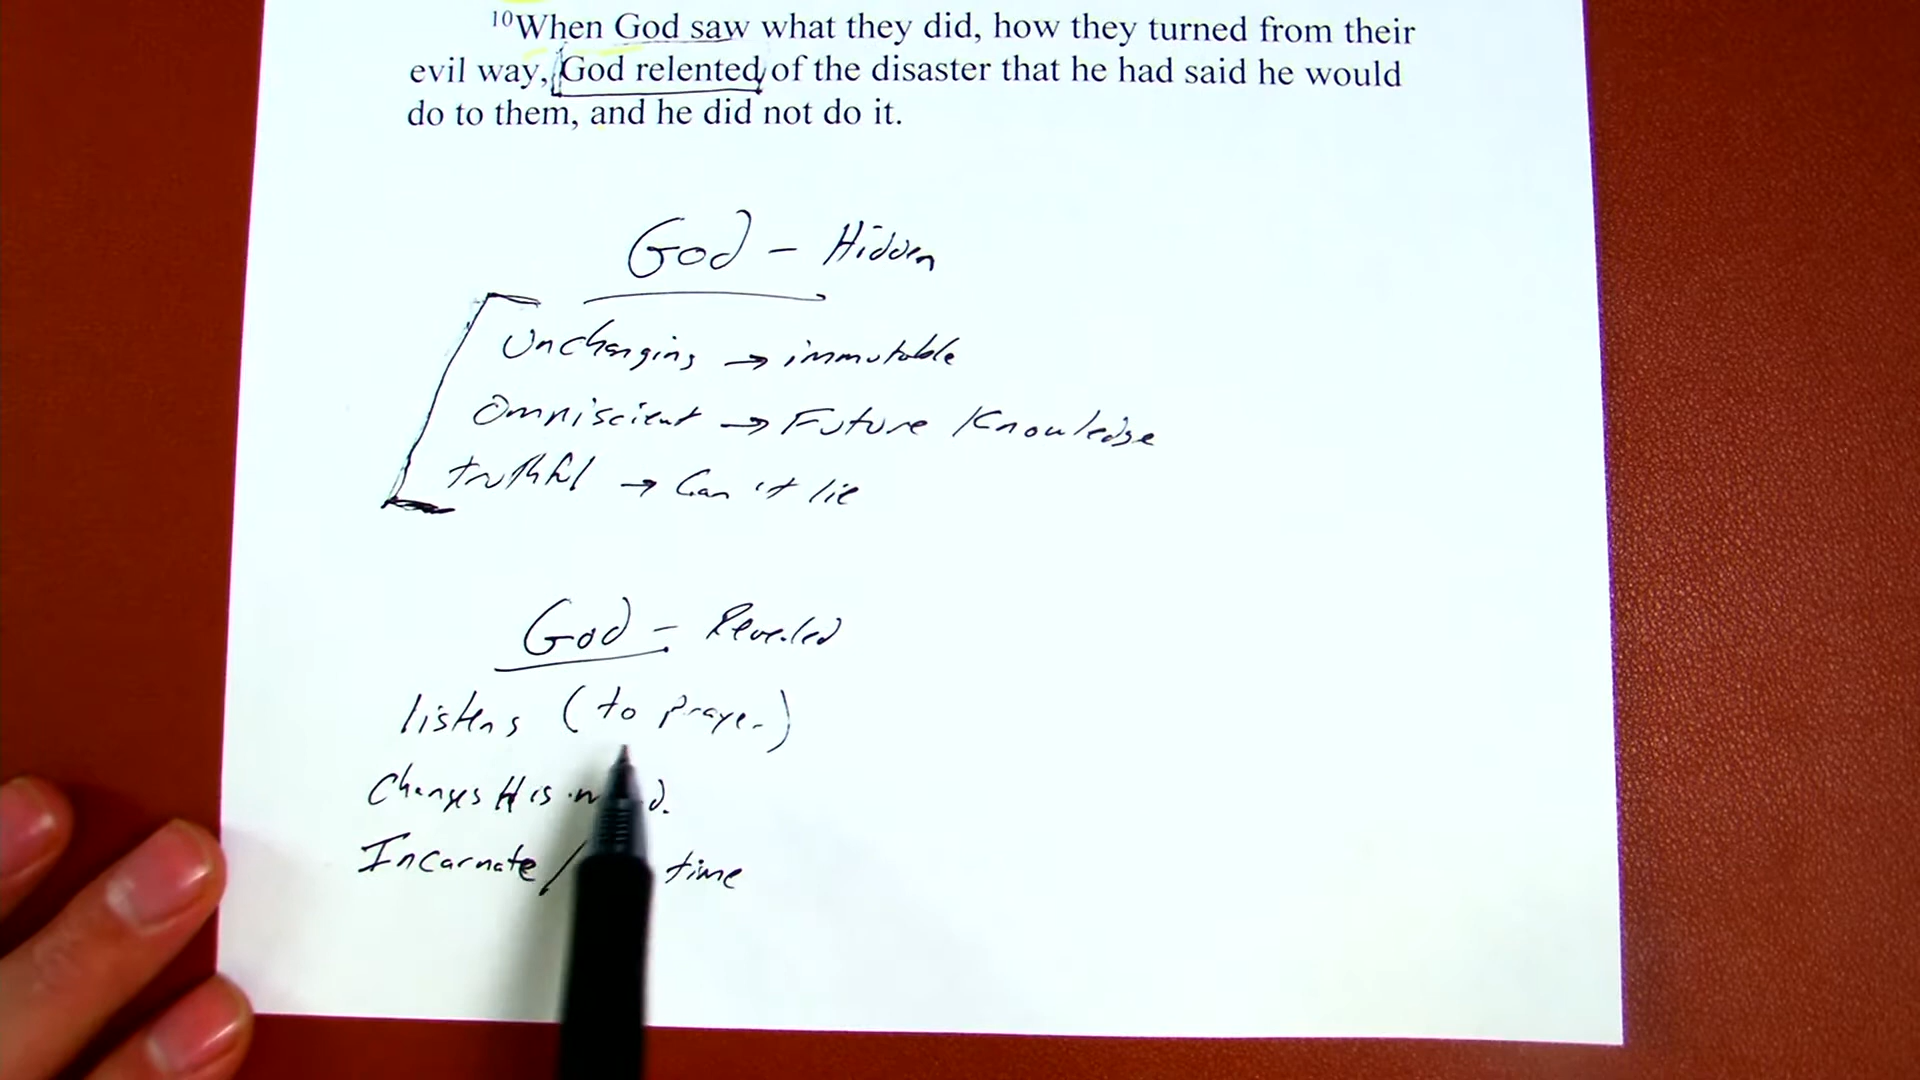 10When God saw what they did, how they turned from their
evil way, God relented of the disaster that he had said he would
do to them, and he did not do it.
God - Hidden
Unchanging → immutable
Omniscient → Future Knowledge
truthful → Can't lie
God - Revealed
listens (to prayer)
Changes His
Incarnate / time